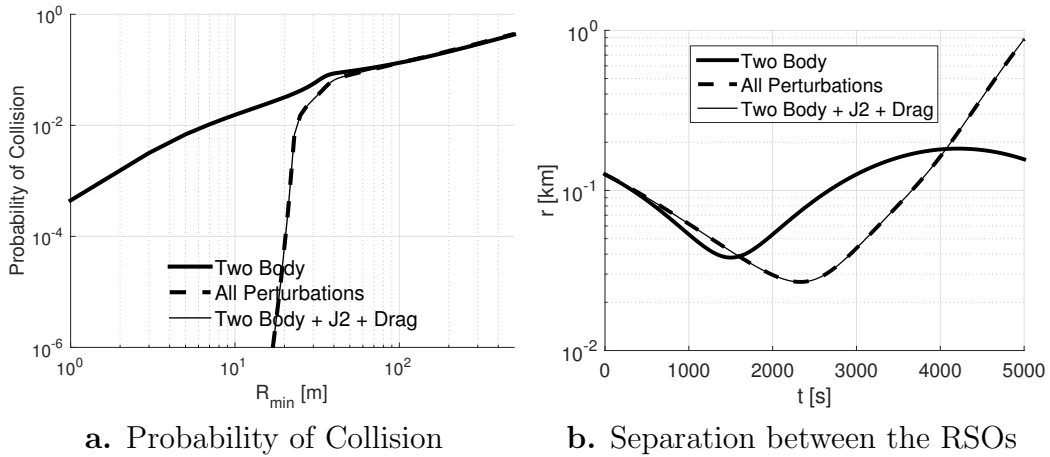 10^0
10^-2
10^-4
10^-6
Probability of Collision
Two Body
All Perturbations
Two Body + J2 + Drag
10^0
10^1
10^2
R_min [m]
a. Probability of Collision
10^0
10^-1
10^-2
r [km]
Two Body
All Perturbations
Two Body + J2 + Drag
0
1000
2000
3000
4000
5000
t [s]
b. Separation between the RSOs